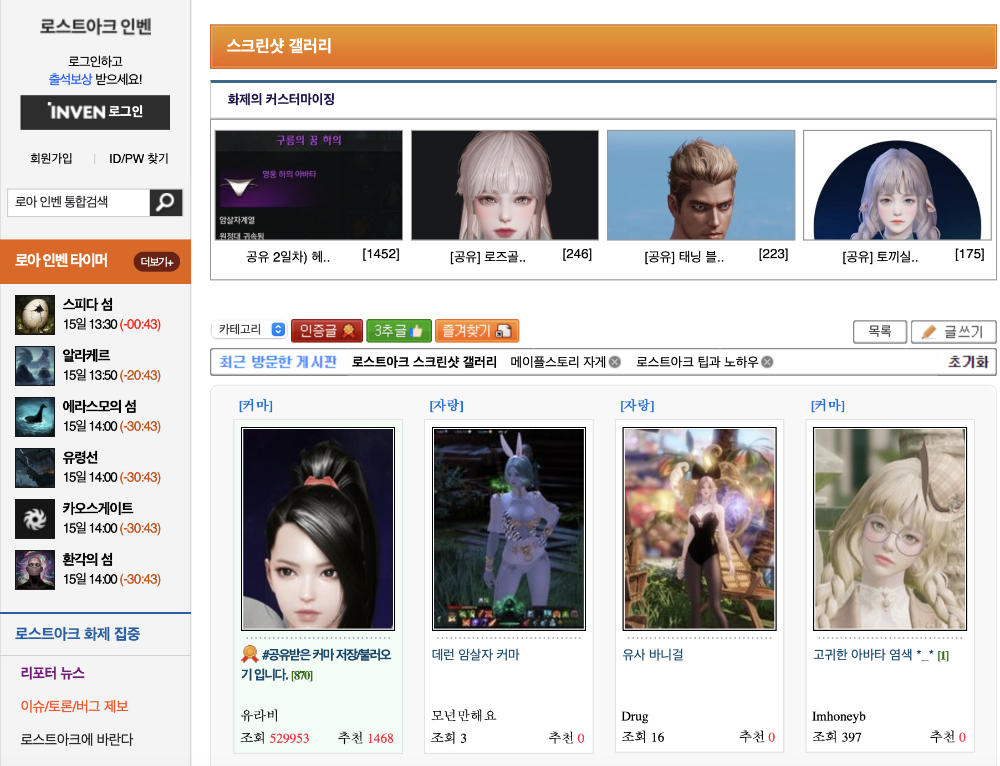 로스트아크 인벤
로그인하고
출석보상 받으세요!
INVEN 로그인
회원가입
ID/PW 찾기
로아 인벤 통합검색
로아 인벤 타이머
더보기+
스피다 섬
15일 13:30 (-00:43)
알라케르
15일 13:50 (-20:43)
에라스모의 섬
15일 14:00 (-30:43)
유령선
15일 14:00 (-30:43)
카오스게이트
15일 14:00 (-30:43)
환각의 섬
15일 14:00 (-30:43)
로스트아크 화제 집중
리포터 뉴스
이슈/토론/버그 제보
로스트아크에 바란다
스크린샷 갤러리
화제의 커스터마이징
구름의 꿈 하의
영웅 하의 아바타
암살자계열
원정대 귀속됨
공유 2일차) 헤.. [1452]
[공유] 로즈골.. [246]
[공유] 태닝 블.. [223]
[공유] 토끼실.. [175]
카테고리
인증글
3추글
즐겨찾기
목록
글쓰기
최근 방문한 게시판 로스트아크 스크린샷 갤러리 메이플스토리 자게 로스트아크 팁과 노하우 초기화
[커마]
#공유받은 커마 저장/불러오
기 입니다. [870]
유라비
조회 529953 추천 1468
[자랑]
데런 암살자 커마
모넌만해요
조회 3 추천 0
[자랑]
유사 바니걸
Drug
조회 16 추천 0
[커마]
고귀한 아바타 염색 *_* [1]
Imhoneyb
조회 397 추천 0